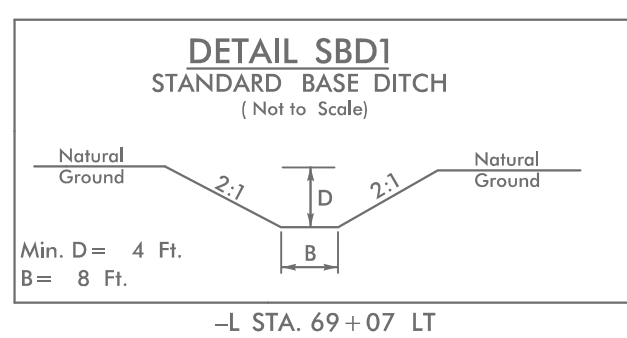 DETAIL SBD1
STANDARD BASE DITCH
( Not to Scale)
Natural
Ground
2:1
D
2:1
Natural
Ground
B
Min. D= 4 Ft.
B= 8 Ft.
–L STA. 69+07 LT